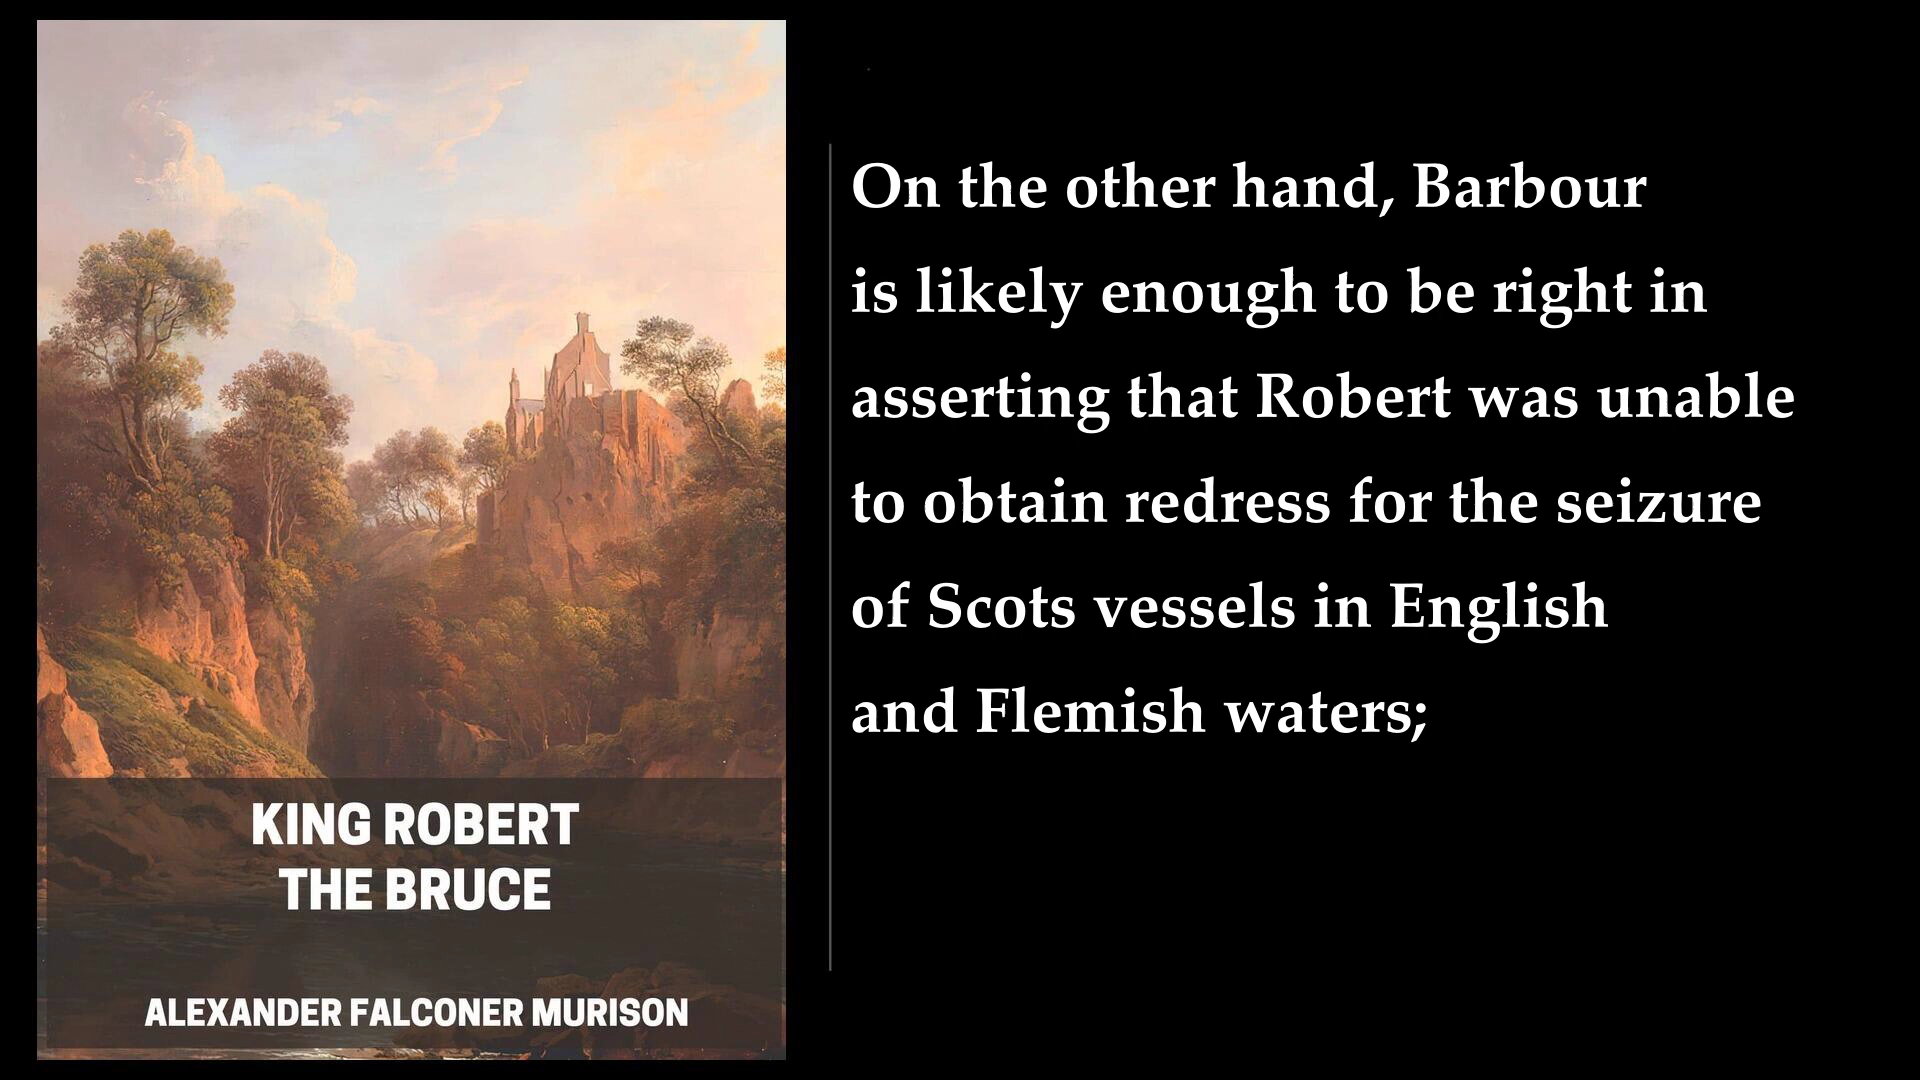 KING ROBERT
THE BRUCE
ALEXANDER FALCONER MURISON
On the other hand, Barbour
is likely enough to be right in
asserting that Robert was unable
to obtain redress for the seizure
of Scots vessels in English
and Flemish waters;